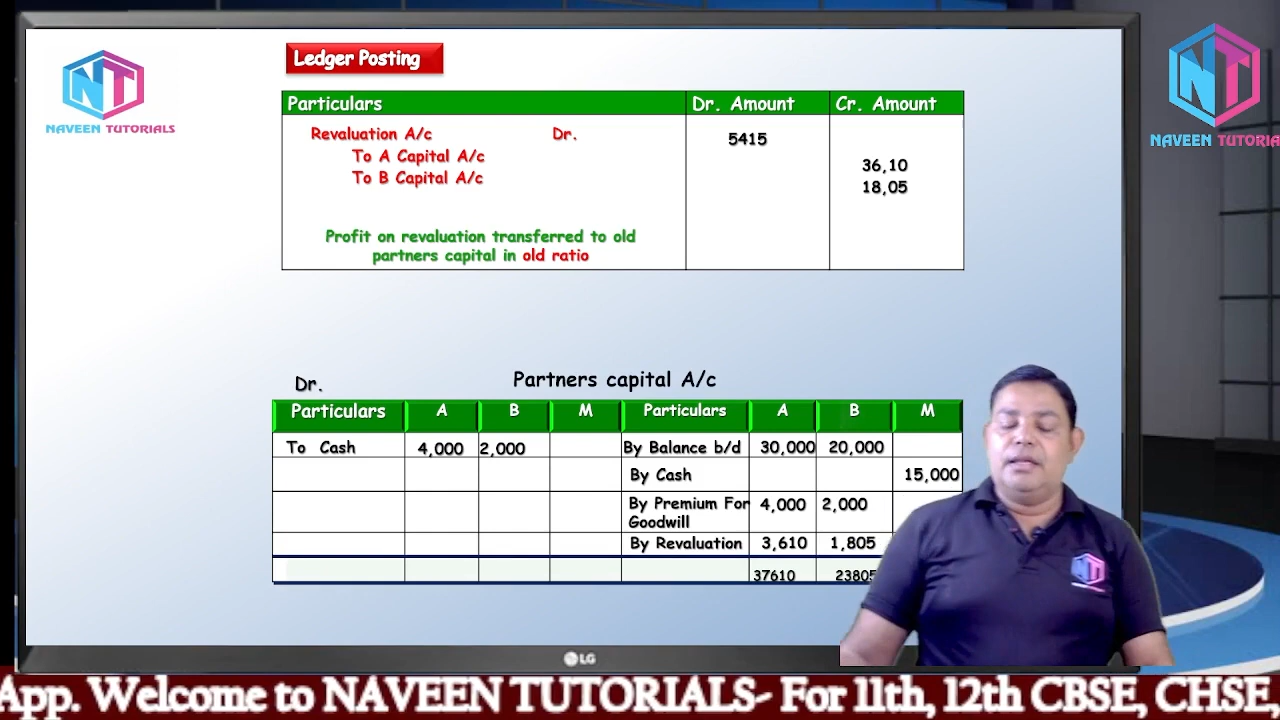 Ledger Posting
NAVEEN TUTORIALS
NAVEEN TUTORIA
Particulars Dr. Amount Cr. Amount
Revaluation A/c Dr. 5415
To A Capital A/c 36,10
To B Capital A/c 18,05
Profit on revaluation transferred to old
partners capital in old ratio
Dr. Partners capital A/c
Particulars A B M Particulars A B M
To Cash 4,000 2,000 By Balance b/d 30,000 20,000
By Cash 15,000
By Premium For 4,000 2,000
Goodwill
By Revaluation 3,610 1,805
37610 23805
LG
App. Welcome to NAVEEN TUTORIALS- For 11th, 12th CBSE, CHSE,